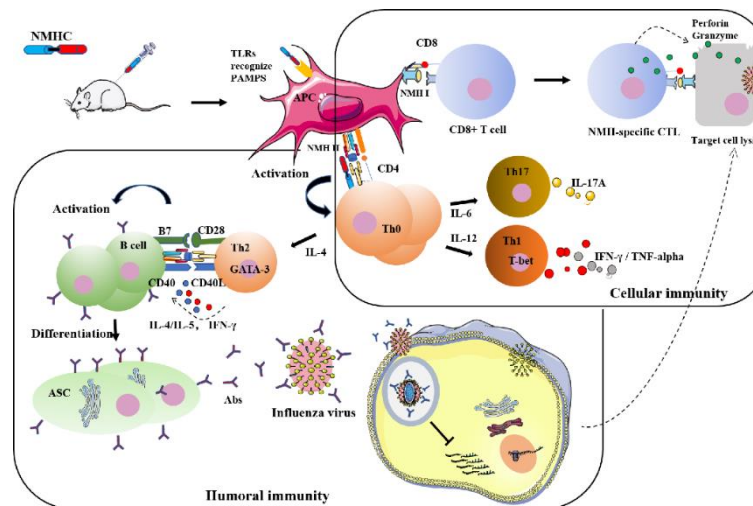 NMHC
TLRs
recognize
PAMPS
APC
CD8
NMH I
CD8+ T cell
Perforin
Granzyme
NMH-specific CTL
Target cell lysis
NMH II
CD4
Activation
Th0
IL-6
IL-12
IL-4
Th17
IL-17A
Th1
T-bet
IFN-γ / TNF-alpha
Cellular immunity
Activation
B7
CD28
B cell
Th2
GATA-3
CD40
CD40L
IL-4/IL-5, IFN-γ
Differentiation
ASC
Abs
Influenza virus
Humoral immunity